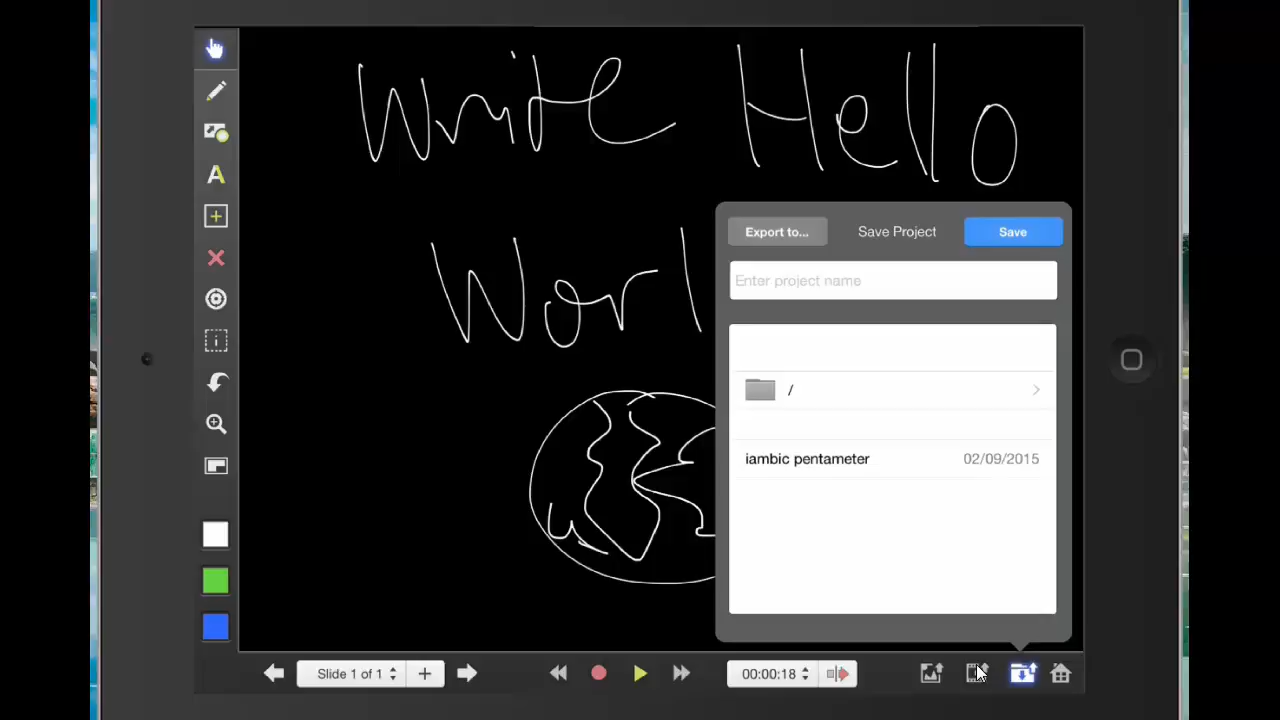 Write Hello
Worl
Export to...
Save Project
Save
Enter project name
/
iambic pentameter
02/09/2015
A
i
Slide 1 of 1
00:00:18